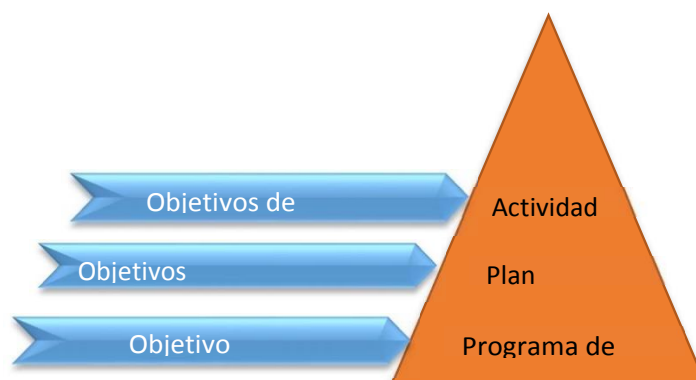 Objetivos de
Actividad
Objetivos
Plan
Objetivo
Programa de